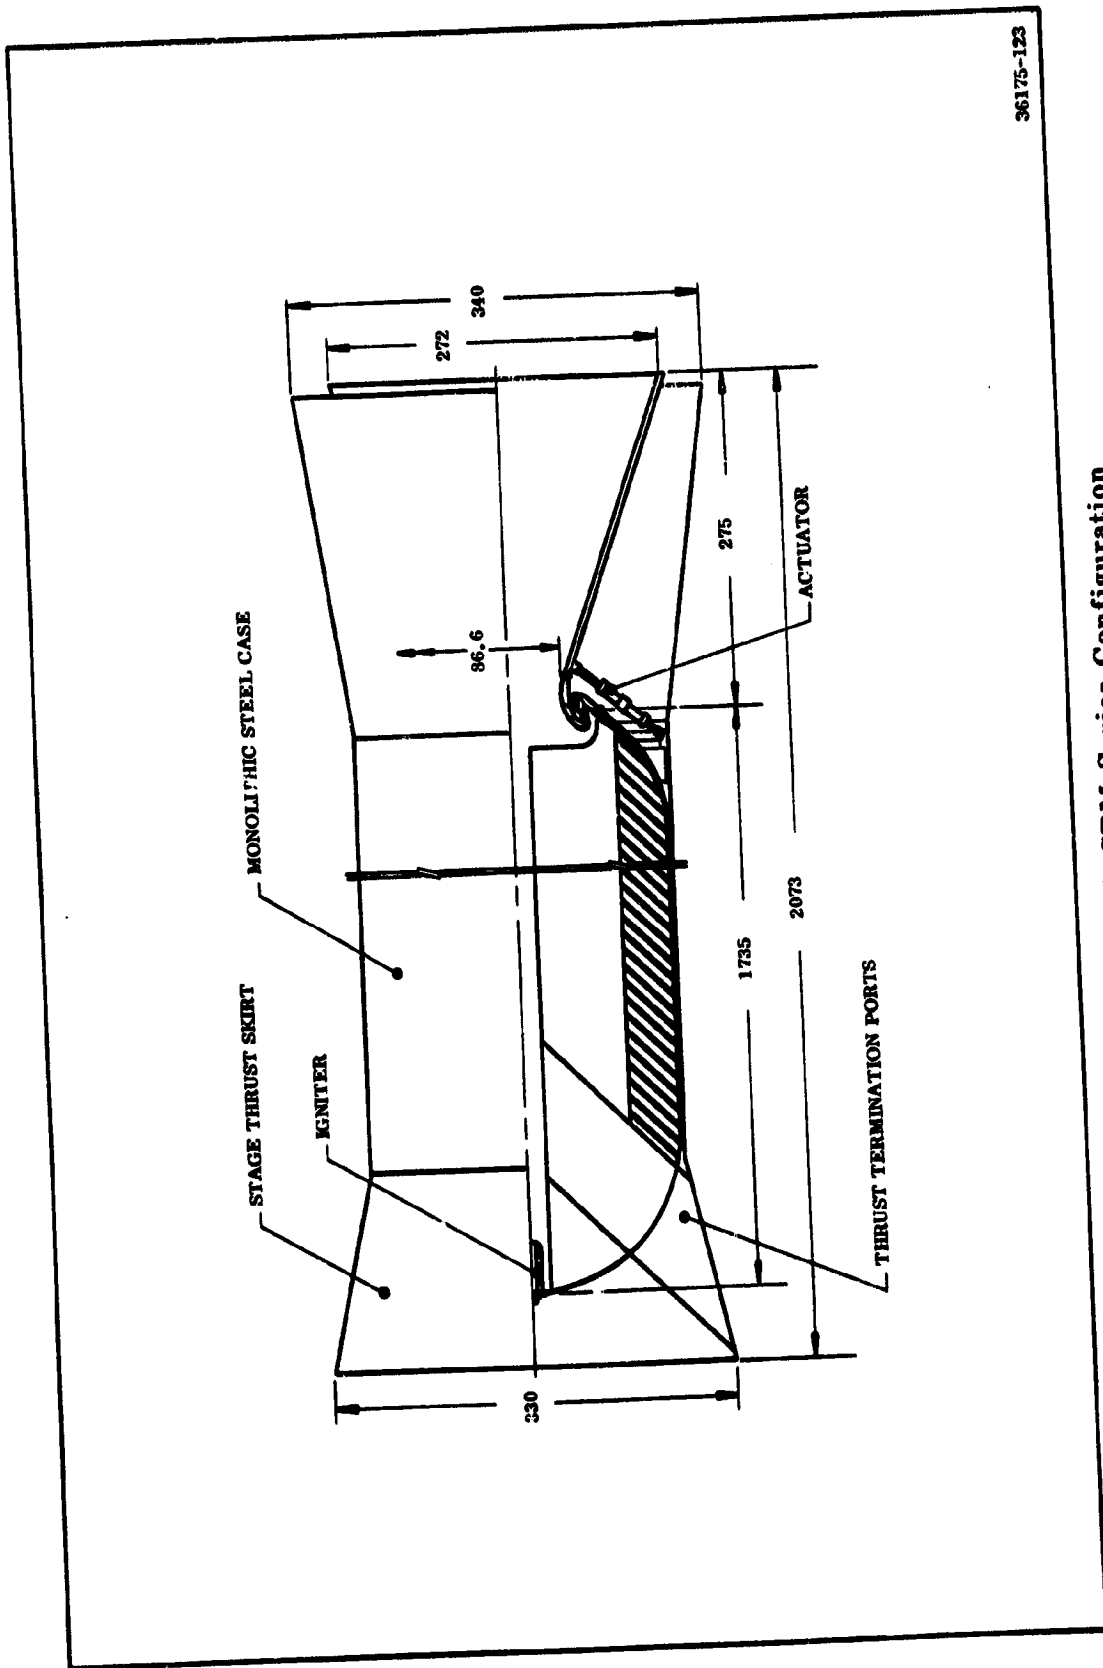 36175-123
STAGE THRUST SKIRT
MONOLITHIC STEEL CASE
IGNITER
340
272
86.6
275
ACTUATOR
1735
2073
330
THRUST TERMINATION PORTS
Configuration